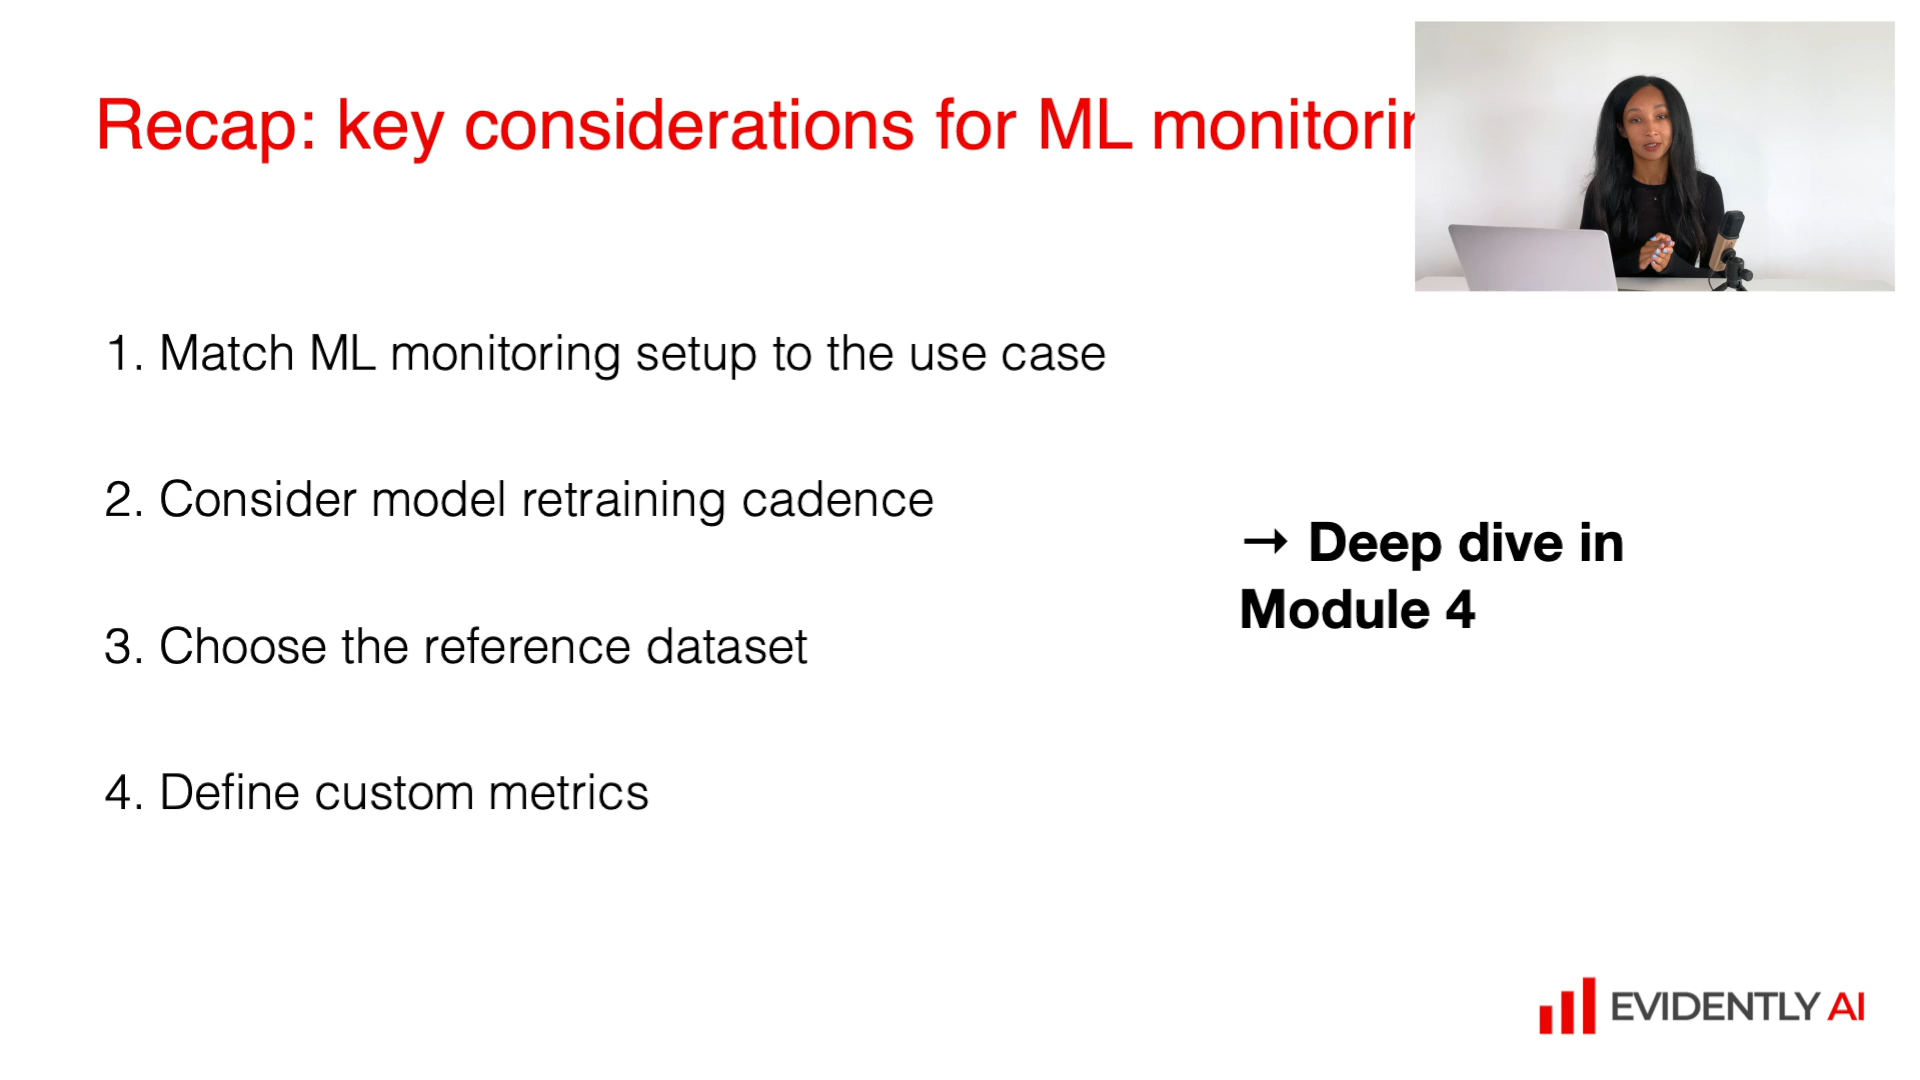 Recap: key considerations for ML monitorin
1. Match ML monitoring setup to the use case
2. Consider model retraining cadence
3. Choose the reference dataset
4. Define custom metrics
→ Deep dive in
Module 4
EVIDENTLY AI